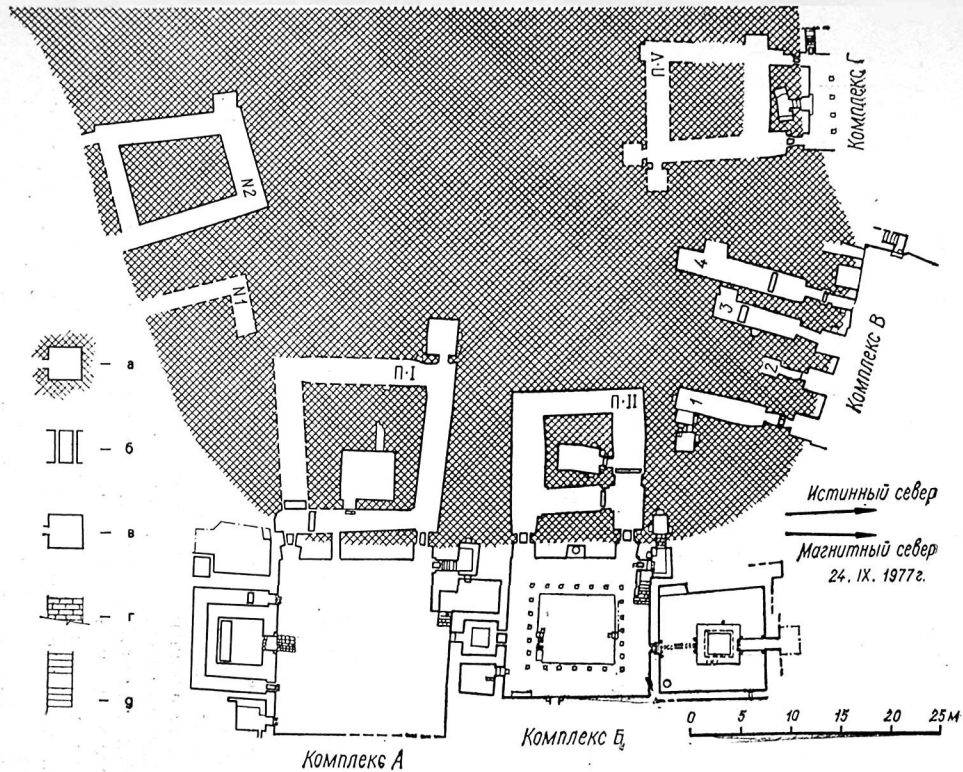 П-V
Комплекс Г
N2
N1
4
3
2
1
Комплекс В
П-I
П-II
а
б
в
г
д
Истинный север
Магнитный север
24. IX. 1977г.
0 5 10 15 20 25 м
Комплекс А
Комплекс Б